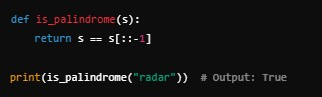 def is_palindrome(s):
    return s == s[::-1]
print(is_palindrome("radar"))  # Output: True